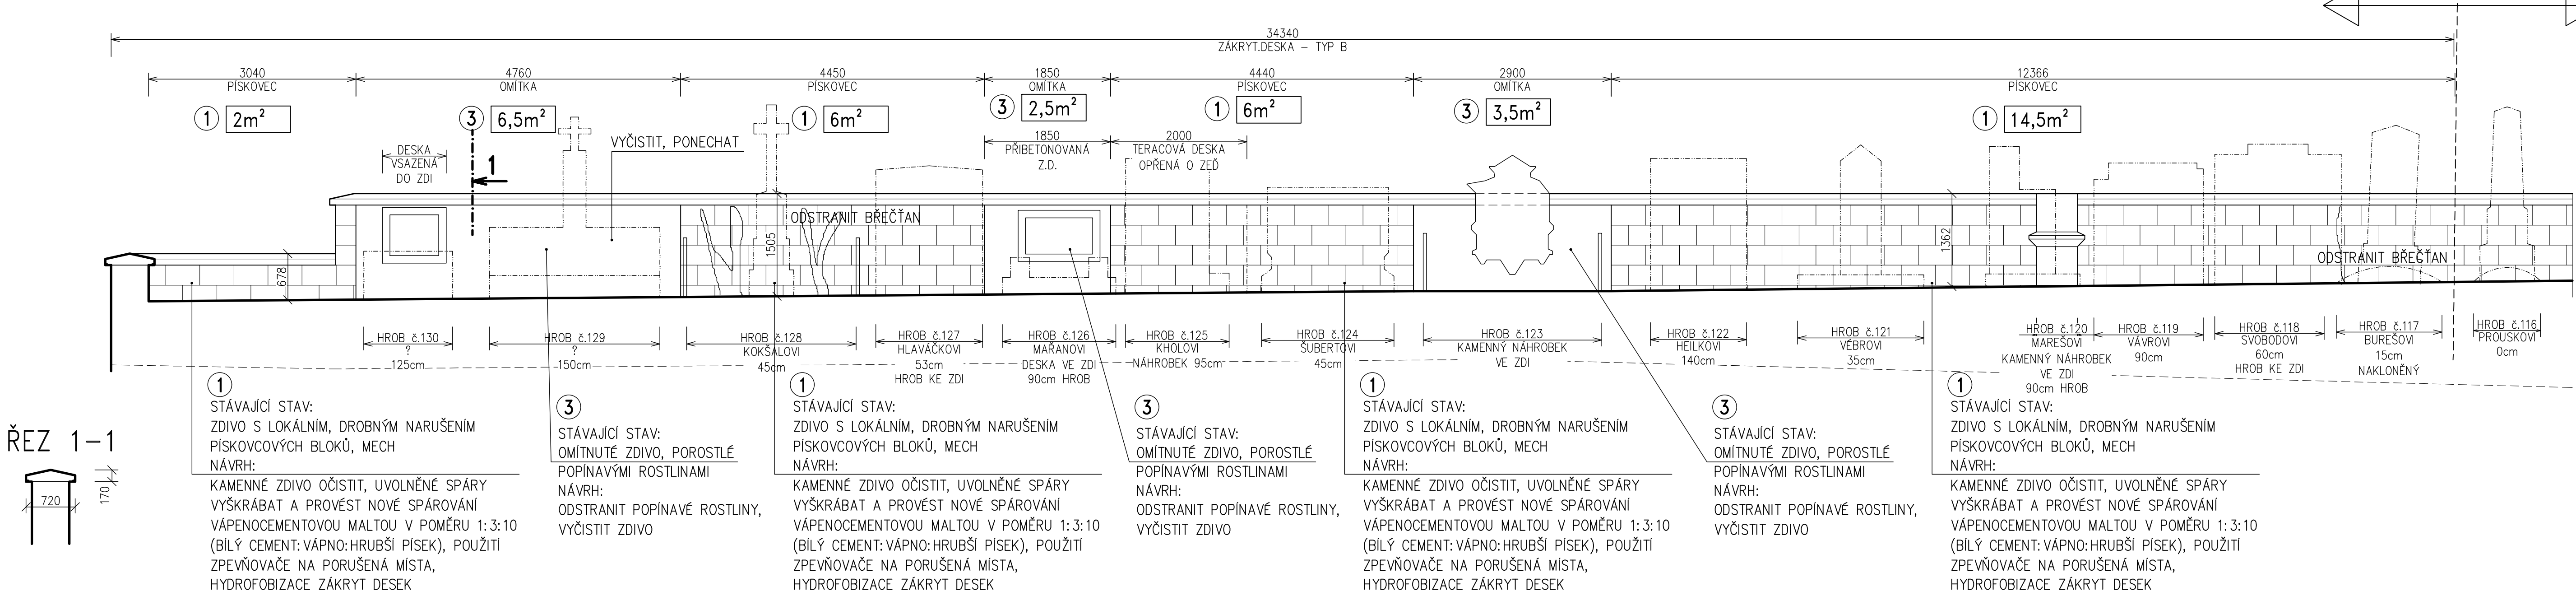 34340
ZÁKRYT.DESKA – TYP B
3040
PÍSKOVEC
4760
OMÍTKA
4450
PÍSKOVEC
1850
OMÍTKA
4440
PÍSKOVEC
2900
OMÍTKA
12366
PÍSKOVEC
1 2m²
3 6,5m²
1 6m²
3 2,5m²
1 6m²
3 3,5m²
1 14,5m²
DESKA
VSAZENÁ
DO ZDI
1
VYČISTIT, PONECHAT
1850
PŘIBETONOVANÁ
Z.D.
2000
TERACOVÁ DESKA
OPŘENÁ O ZEĎ
ODSTRANIT BŘEČŤAN
678
1505
1362
ODSTRANIT BŘEČŤAN
HROB č.130
?
125cm
HROB č.129
?
150cm
HROB č.128
KOKŠALOVI
45cm
HROB č.127
HLAVÁČKOVI
53cm
HROB KE ZDI
HROB č.126
MAŘANOVI
DESKA VE ZDI
90cm HROB
HROB č.125
KHOLOVI
NÁHROBEK 95cm
HROB č.124
ŠUBERTOVI
45cm
HROB č.123
KAMENNÝ NÁHROBEK
VE ZDI
HROB č.122
HEILKOVI
140cm
HROB č.121
VÉBROVI
35cm
HROB č.120
MAREŠOVI
KAMENNÝ NÁHROBEK
VE ZDI
90cm HROB
HROB č.119
VÁVROVI
90cm
HROB č.118
SVOBODOVI
60cm
HROB KE ZDI
HROB č.117
BUREŠOVI
15cm
NAKLONĚNÝ
HROB č.116
PROUSKOVI
0cm
ŘEZ 1–1
720
170
1
STÁVAJÍCÍ STAV:
ZDIVO S LOKÁLNÍM, DROBNÝM NARUŠENÍM
PÍSKOVCOVÝCH BLOKŮ, MECH
NÁVRH:
KAMENNÉ ZDIVO OČISTIT, UVOLNĚNÉ SPÁRY
VYŠKRÁBAT A PROVÉST NOVÉ SPÁROVÁNÍ
VÁPENOCEMENTOVOU MALTOU V POMĚRU 1:3:10
(BÍLÝ CEMENT:VÁPNO:HRUBŠÍ PÍSEK), POUŽITÍ
ZPEVŇOVAČE NA PORUŠENÁ MÍSTA,
HYDROFOBIZACE ZÁKRYT DESEK
3
STÁVAJÍCÍ STAV:
OMÍTNUTÉ ZDIVO, POROSTLÉ
POPÍNAVÝMI ROSTLINAMI
NÁVRH:
ODSTRANIT POPÍNAVÉ ROSTLINY,
VYČISTIT ZDIVO
1
STÁVAJÍCÍ STAV:
ZDIVO S LOKÁLNÍM, DROBNÝM NARUŠENÍM
PÍSKOVCOVÝCH BLOKŮ, MECH
NÁVRH:
KAMENNÉ ZDIVO OČISTIT, UVOLNĚNÉ SPÁRY
VYŠKRÁBAT A PROVÉST NOVÉ SPÁROVÁNÍ
VÁPENOCEMENTOVOU MALTOU V POMĚRU 1:3:10
(BÍLÝ CEMENT:VÁPNO:HRUBŠÍ PÍSEK), POUŽITÍ
ZPEVŇOVAČE NA PORUŠENÁ MÍSTA,
HYDROFOBIZACE ZÁKRYT DESEK
3
STÁVAJÍCÍ STAV:
OMÍTNUTÉ ZDIVO, POROSTLÉ
POPÍNAVÝMI ROSTLINAMI
NÁVRH:
ODSTRANIT POPÍNAVÉ ROSTLINY,
VYČISTIT ZDIVO
1
STÁVAJÍCÍ STAV:
ZDIVO S LOKÁLNÍM, DROBNÝM NARUŠENÍM
PÍSKOVCOVÝCH BLOKŮ, MECH
NÁVRH:
KAMENNÉ ZDIVO OČISTIT, UVOLNĚNÉ SPÁRY
VYŠKRÁBAT A PROVÉST NOVÉ SPÁROVÁNÍ
VÁPENOCEMENTOVOU MALTOU V POMĚRU 1:3:10
(BÍLÝ CEMENT:VÁPNO:HRUBŠÍ PÍSEK), POUŽITÍ
ZPEVŇOVAČE NA PORUŠENÁ MÍSTA,
HYDROFOBIZACE ZÁKRYT DESEK
3
STÁVAJÍCÍ STAV:
OMÍTNUTÉ ZDIVO, POROSTLÉ
POPÍNAVÝMI ROSTLINAMI
NÁVRH:
ODSTRANIT POPÍNAVÉ ROSTLINY,
VYČISTIT ZDIVO
1
STÁVAJÍCÍ STAV:
ZDIVO S LOKÁLNÍM, DROBNÝM NARUŠENÍM
PÍSKOVCOVÝCH BLOKŮ, MECH
NÁVRH:
KAMENNÉ ZDIVO OČISTIT, UVOLNĚNÉ SPÁRY
VYŠKRÁBAT A PROVÉST NOVÉ SPÁROVÁNÍ
VÁPENOCEMENTOVOU MALTOU V POMĚRU 1:3:10
(BÍLÝ CEMENT:VÁPNO:HRUBŠÍ PÍSEK), POUŽITÍ
ZPEVŇOVAČE NA PORUŠENÁ MÍSTA,
HYDROFOBIZACE ZÁKRYT DESEK